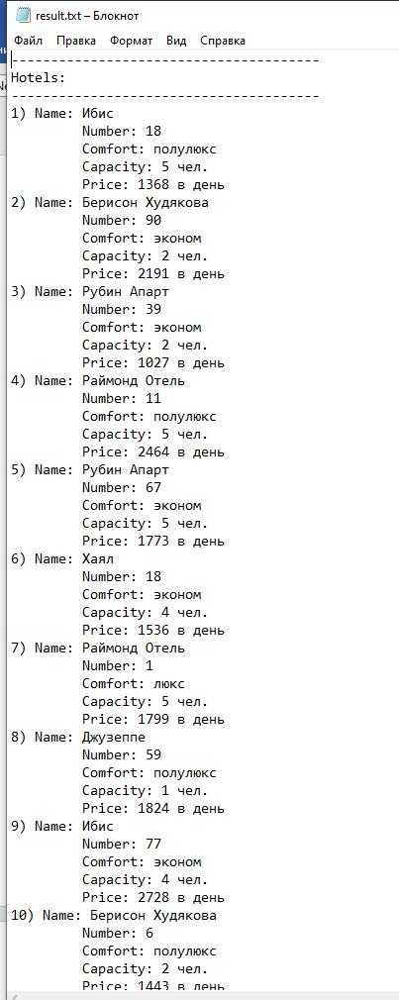 result.txt – Блокнот
Файл Правка Формат Вид Справка
---------------------------------------
Hotels:
---------------------------------------
1) Name: Ибис
Number: 18
Comfort: полулюкс
Capacity: 5 чел.
Price: 1368 в день
2) Name: Берисон Худякова
Number: 90
Comfort: эконом
Capacity: 2 чел.
Price: 2191 в день
3) Name: Рубин Апарт
Number: 39
Comfort: эконом
Capacity: 2 чел.
Price: 1027 в день
4) Name: Раймонд Отель
Number: 11
Comfort: полулюкс
Capacity: 5 чел.
Price: 2464 в день
5) Name: Рубин Апарт
Number: 67
Comfort: эконом
Capacity: 5 чел.
Price: 1773 в день
6) Name: Хаял
Number: 18
Comfort: эконом
Capacity: 4 чел.
Price: 1536 в день
7) Name: Раймонд Отель
Number: 1
Comfort: люкс
Capacity: 5 чел.
Price: 1799 в день
8) Name: Джузеппе
Number: 59
Comfort: полулюкс
Capacity: 1 чел.
Price: 1824 в день
9) Name: Ибис
Number: 77
Comfort: эконом
Capacity: 4 чел.
Price: 2728 в день
10) Name: Берисон Худякова
Number: 6
Comfort: полулюкс
Capacity: 2 чел.
Price: 1443 в день